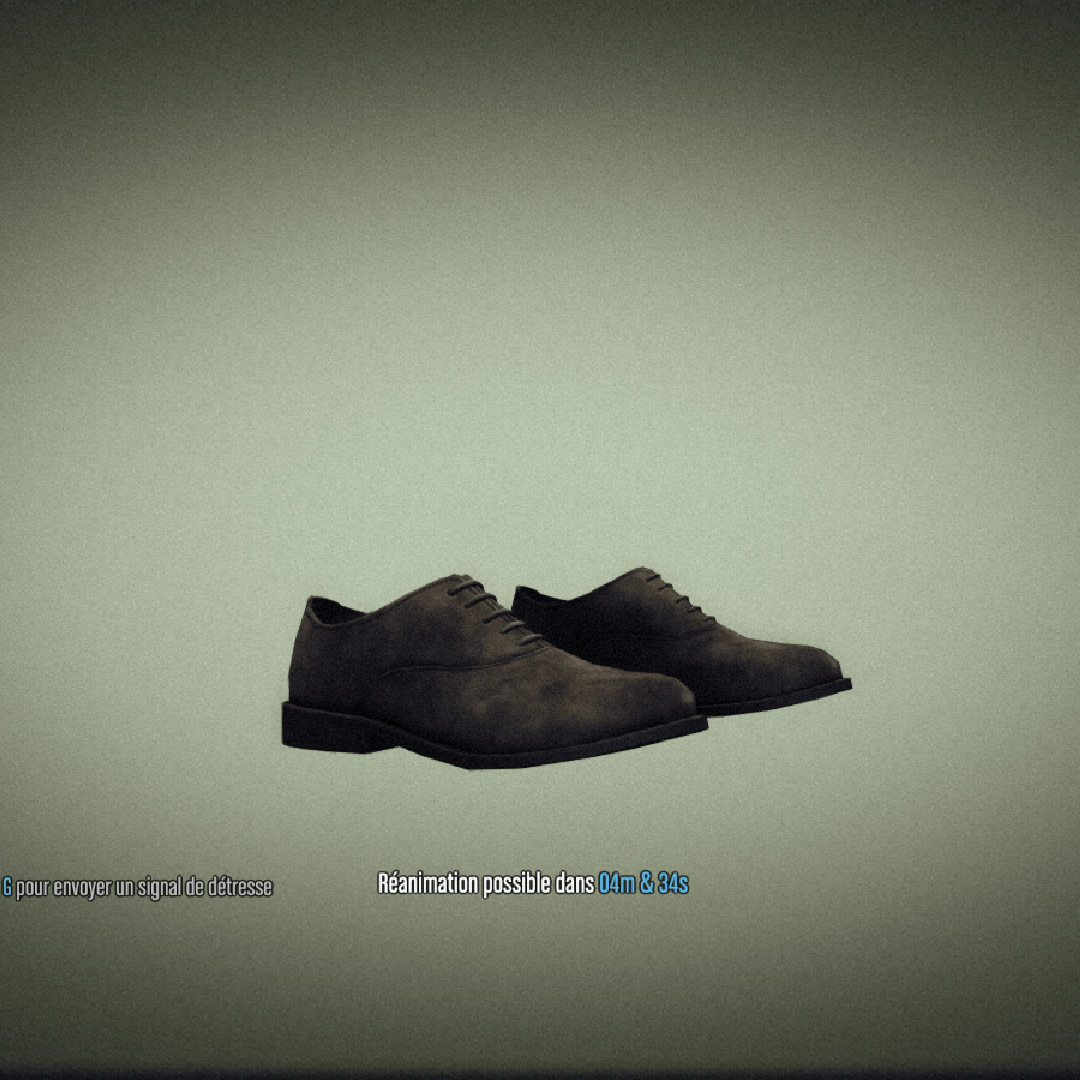 G pour envoyer un signal de détresse
Réanimation possible dans 04m & 34s